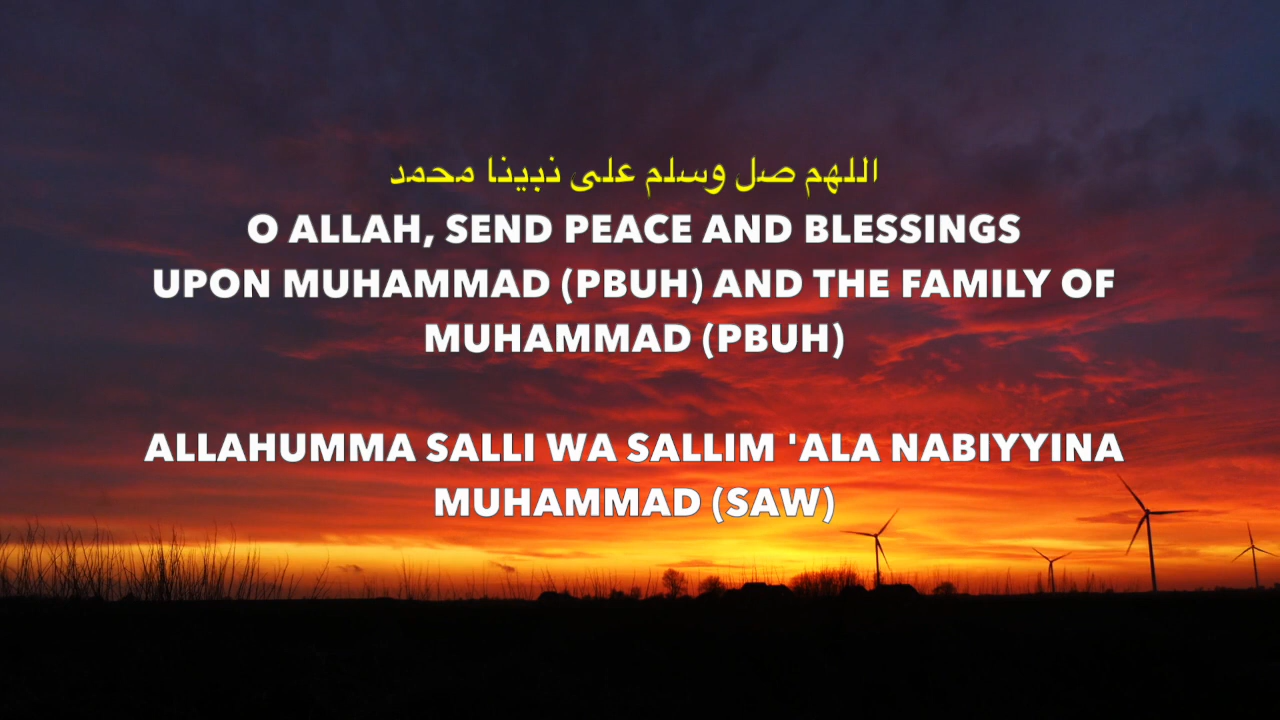 اللهم صل وسلم على نبينا محمد
O ALLAH, SEND PEACE AND BLESSINGS
UPON MUHAMMAD (PBUH) AND THE FAMILY OF
MUHAMMAD (PBUH)
ALLAHUMMA SALLI WA SALLIM 'ALA NABIYYINA
MUHAMMAD (SAW)